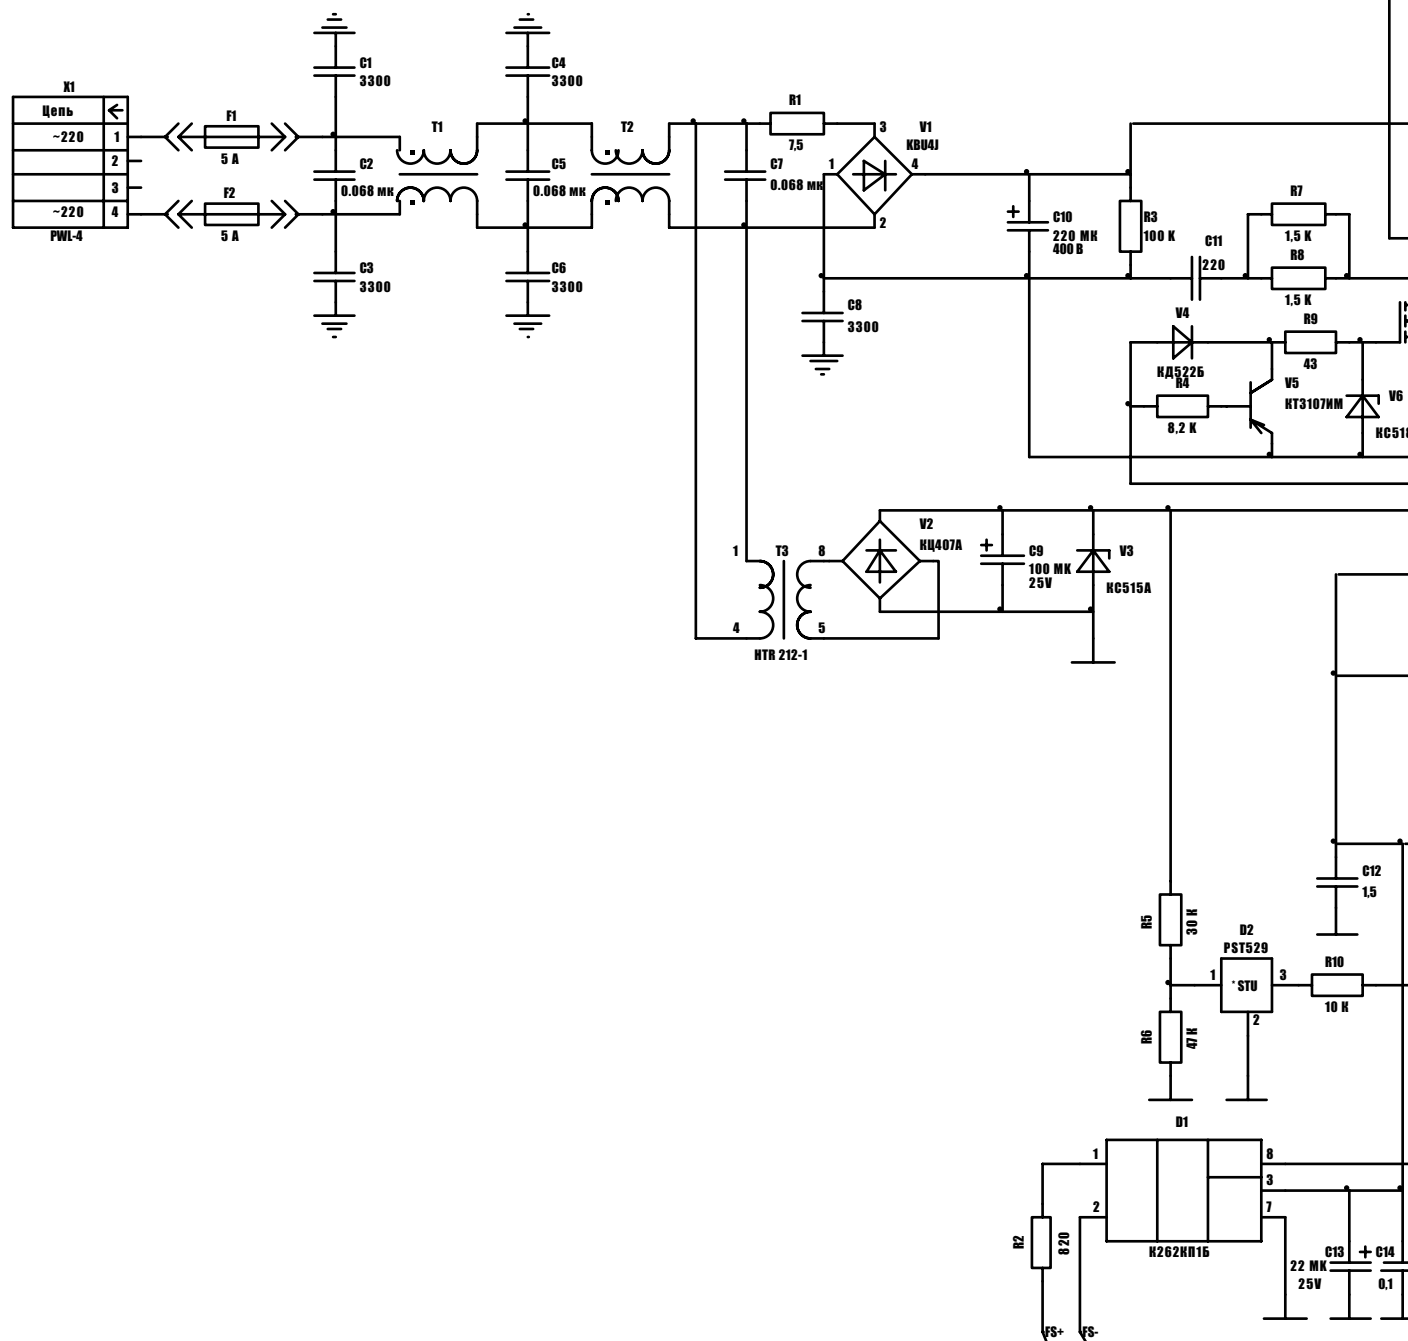 X1
Цепь
~220 1
2
3
~220 4
PWL-4
F1
5 А
F2
5 А
C1
3300
C2
0.068 мк
C3
3300
T1
C4
3300
C5
0.068 мк
C6
3300
T2
R1
7,5
C7
0.068 мк
3
V1
KBU4J
1
4
2
C8
3300
+
C10
220 МК
400 В
R3
100 К
C11
220
R7
1,5 К
R8
1,5 К
V4
КД522Б
R9
43
R4
8,2 К
V5
КТ3107ИМ
V6
1
T3
8
4
5
HTR 212-1
V2
КЦ407А
+
C9
100 МК
25V
V3
КС515А
C12
1,5
R5
30 К
D2
PST529
1
* STU
3
2
R10
10 К
R6
47 К
D1
1
2
8
3
7
К262КП1Б
R2
820
FS+
FS-
C13
22 МК
25V
+
C14
0,1